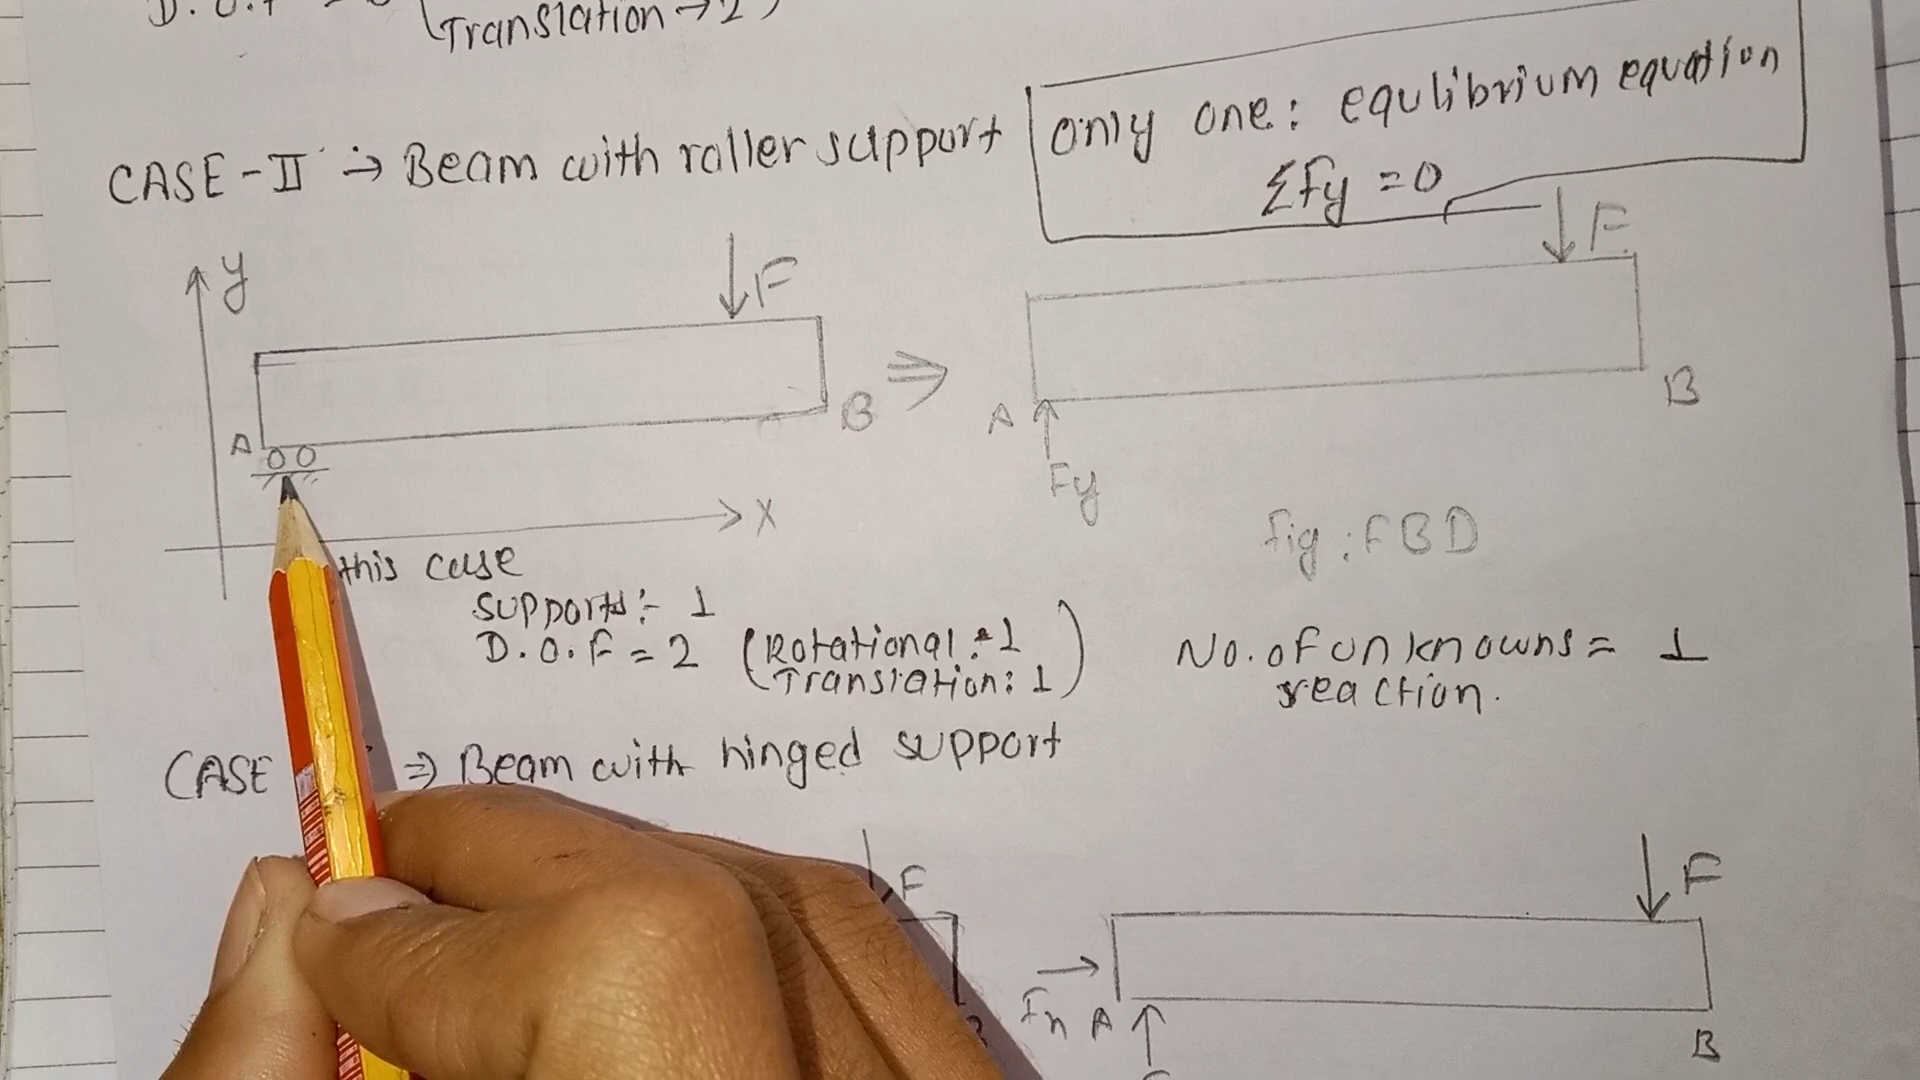 D.O.F
(Translation → 2)
CASE-II ⇒ Beam with roller support
only one: equlibrium equation
ΣFy = 0
y
F
A
B
X
⇒
F
A
B
Fy
fig: FBD
this case
supports:- 1
D.O.F = 2 (Rotational: 1
Translation: 1)
No. of unknowns = 1
reaction.
CASE ⇒ Beam with hinged support
F
F
Fn A
B